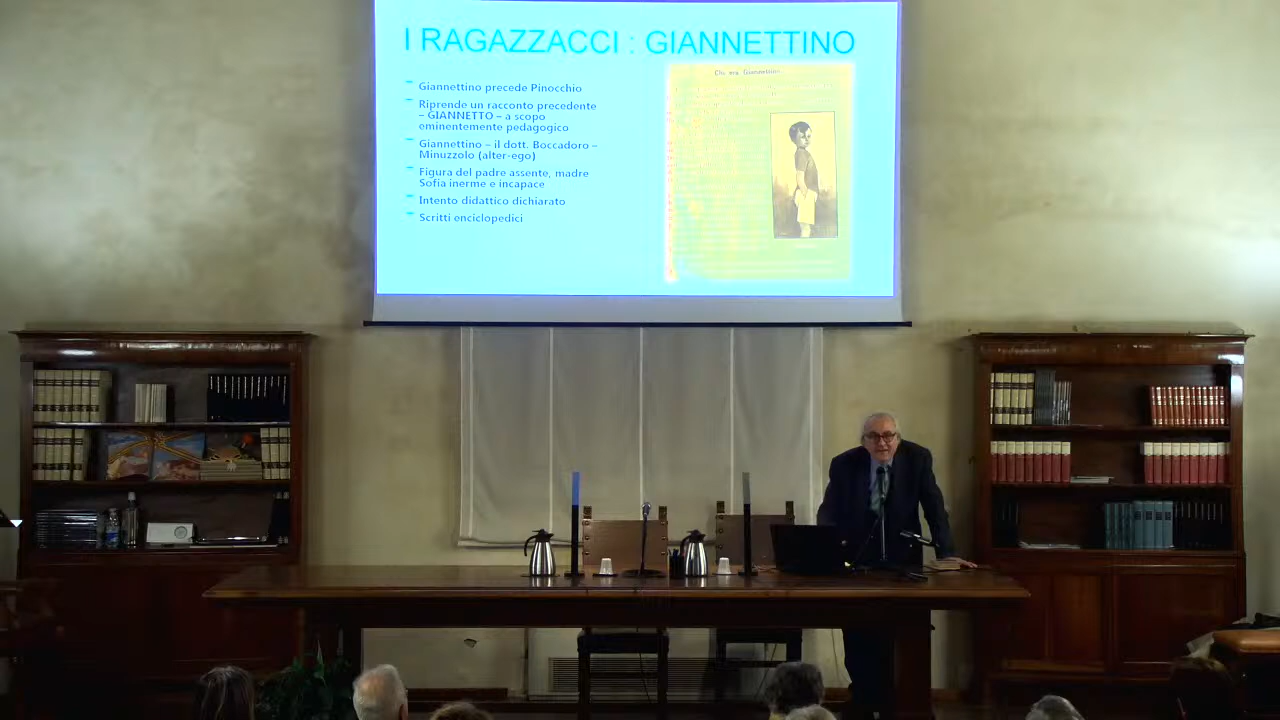 I RAGAZZACCI : GIANNETTINO
– Giannettino precede Pinocchio
– Riprende un racconto precedente
– GIANNETTO – a scopo
eminentemente pedagogico
– Giannettino – il dott. Boccadoro –
Minuzzolo (alter-ego)
– Figura del padre assente, madre
Sofia inerme e incapace
– Intento didattico dichiarato
– Scritti enciclopedici
Chi era Giannettino